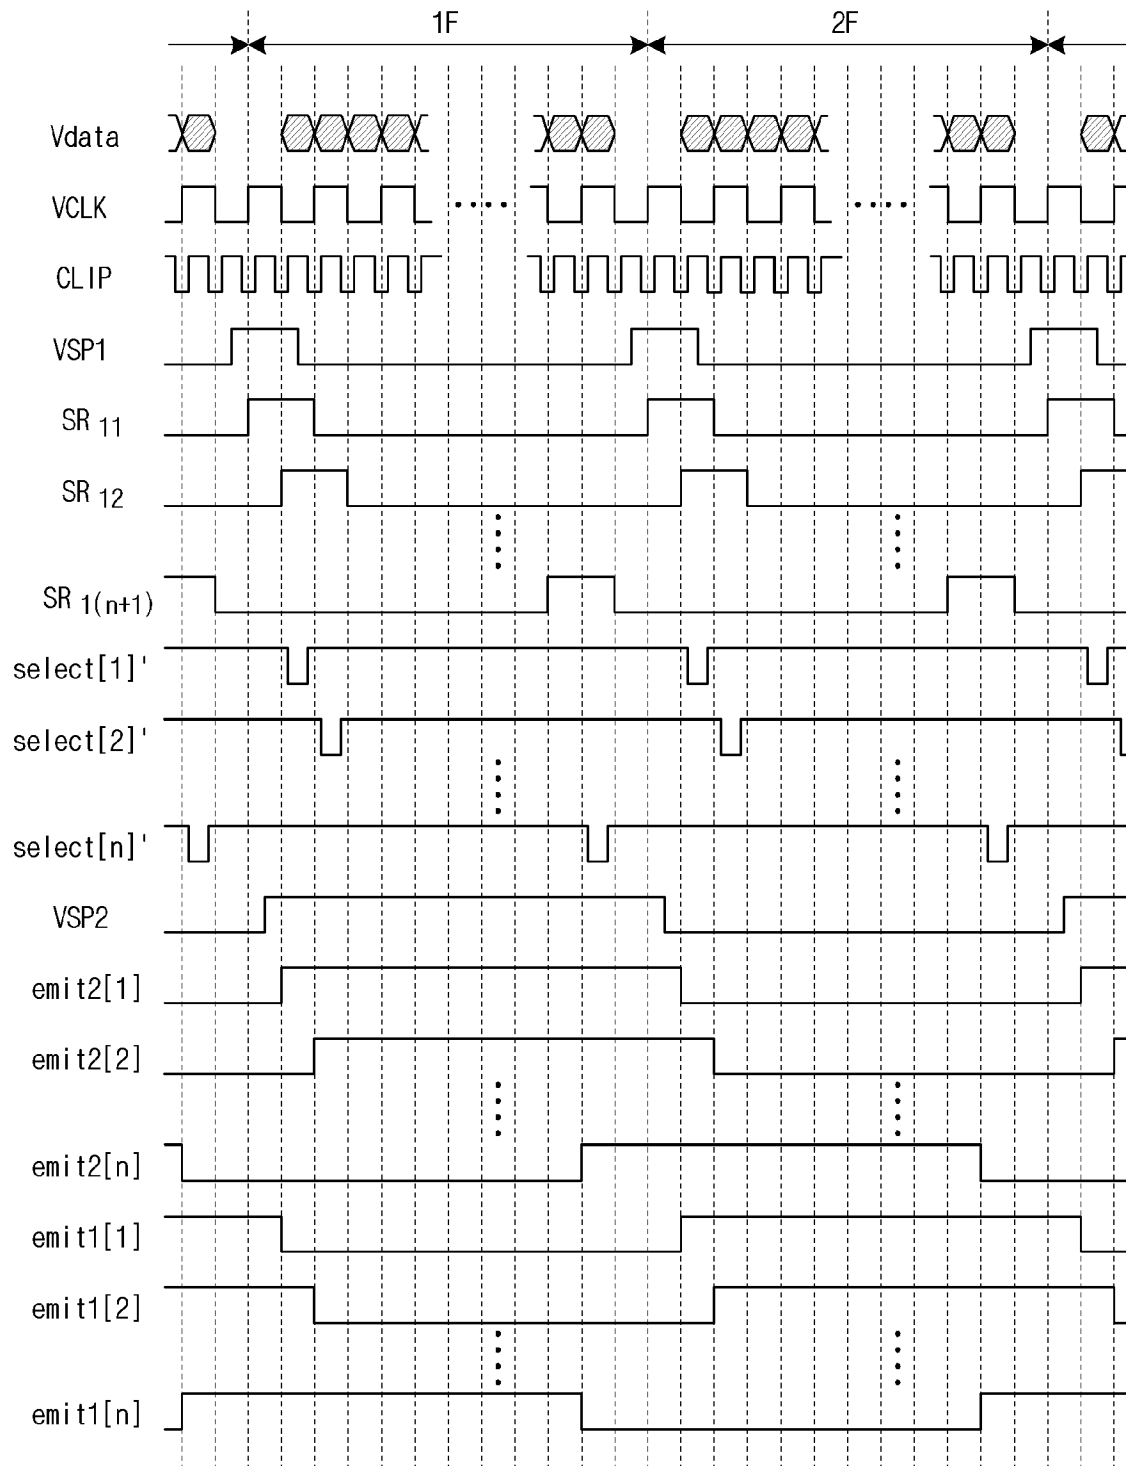 1F 2F
Vdata
VCLK
CLIP
VSP1
SR 11
SR 12
SR 1(n+1)
select[1]'
select[2]'
select[n]'
VSP2
emit2[1]
emit2[2]
emit2[n]
emit1[1]
emit1[2]
emit1[n]